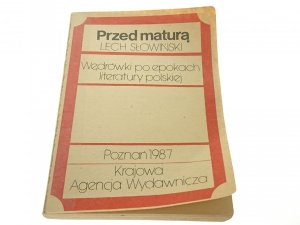 Przed maturą
LECH SŁOWIŃSKI
Wędrówki po epokach
literatury polskiej
Poznań 1987
Krajowa
Agencja Wydawnicza